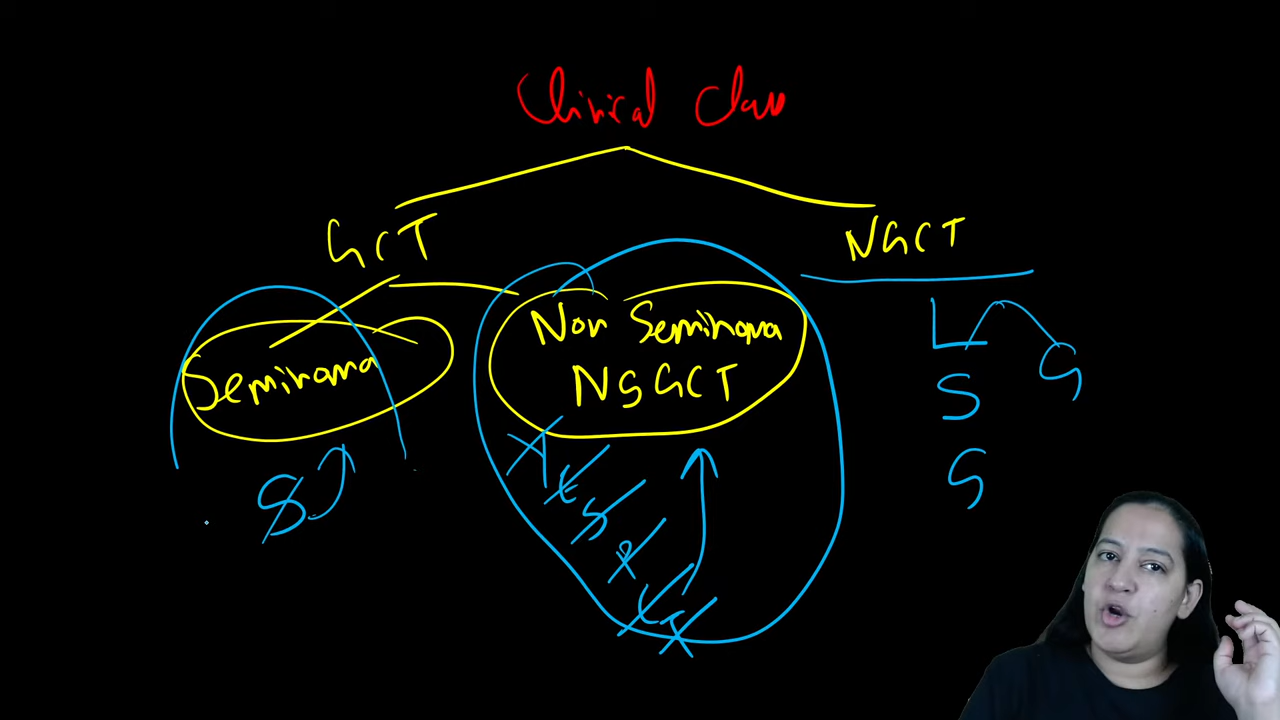 Clinical Class
GCT NGCT
Seminoma
Non Seminoma
NSGCT
L
S G
S
S